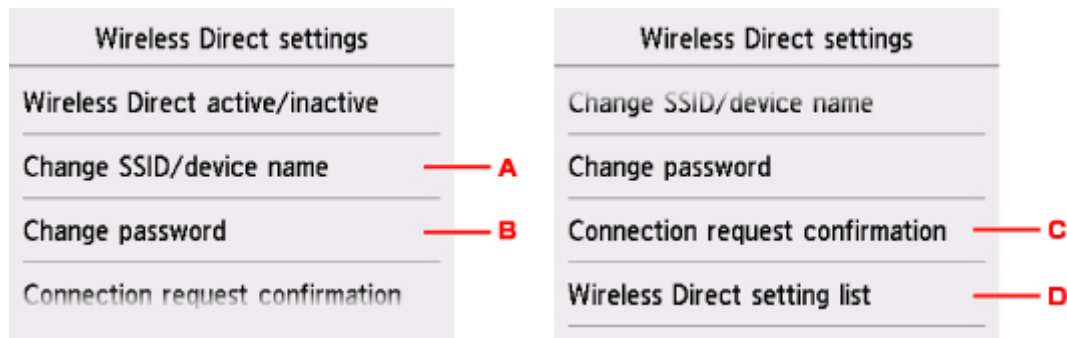 Wireless Direct settings
Wireless Direct active/inactive
Change SSID/device name
A
Change password
B
Connection request confirmation
Wireless Direct settings
Change SSID/device name
Change password
Connection request confirmation
C
Wireless Direct setting list
D